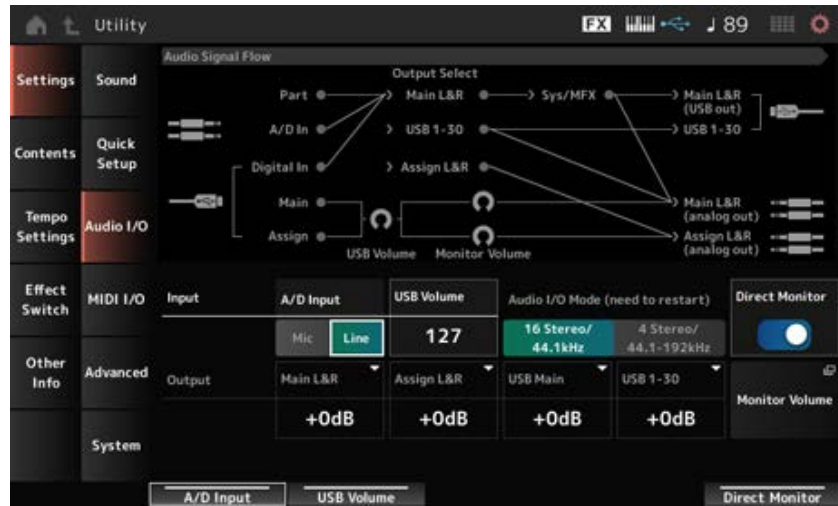 Utility
FX
♩ 89
Settings
Contents
Tempo Settings
Effect Switch
Other Info
Sound
Quick Setup
Audio I/O
MIDI I/O
Advanced
System
Audio Signal Flow
Output Select
Part
Main L&R
Sys/MFX
Main L&R (USB out)
A/D In
USB 1-30
USB 1-30
Digital In
Assign L&R
Main
Main L&R (analog out)
Assign
Assign L&R (analog out)
USB Volume
Monitor Volume
Input
A/D Input
USB Volume
Audio I/O Mode (need to restart)
Direct Monitor
Mic
Line
127
16 Stereo/ 44.1kHz
4 Stereo/ 44.1-192kHz
Output
Main L&R
Assign L&R
USB Main
USB 1-30
Monitor Volume
+0dB
+0dB
+0dB
+0dB
A/D Input
USB Volume
Direct Monitor